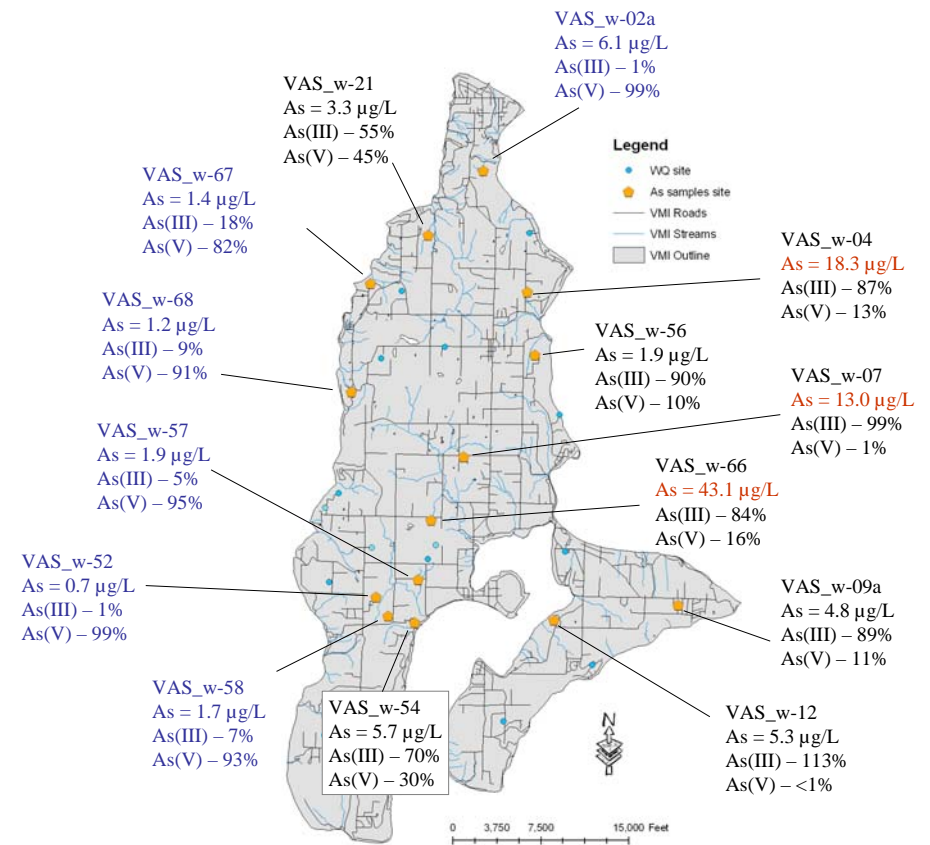 VAS_w-02a
As = 6.1 µg/L
As(III) – 1%
As(V) – 99%
VAS_w-21
As = 3.3 µg/L
As(III) – 55%
As(V) – 45%
Legend
WQ site
As samples site
VMI Roads
VMI Streams
VMI Outline
VAS_w-67
As = 1.4 µg/L
As(III) – 18%
As(V) – 82%
VAS_w-04
As = 18.3 µg/L
As(III) – 87%
As(V) – 13%
VAS_w-68
As = 1.2 µg/L
As(III) – 9%
As(V) – 91%
VAS_w-56
As = 1.9 µg/L
As(III) – 90%
As(V) – 10%
VAS_w-07
As = 13.0 µg/L
As(III) – 99%
As(V) – 1%
VAS_w-57
As = 1.9 µg/L
As(III) – 5%
As(V) – 95%
VAS_w-66
As = 43.1 µg/L
As(III) – 84%
As(V) – 16%
VAS_w-52
As = 0.7 µg/L
As(III) – 1%
As(V) – 99%
VAS_w-09a
As = 4.8 µg/L
As(III) – 89%
As(V) – 11%
VAS_w-58
As = 1.7 µg/L
As(III) – 7%
As(V) – 93%
VAS_w-54
As = 5.7 µg/L
As(III) – 70%
As(V) – 30%
VAS_w-12
As = 5.3 µg/L
As(III) – 113%
As(V) – <1%
N
0 3,750 7,500 15,000 Feet